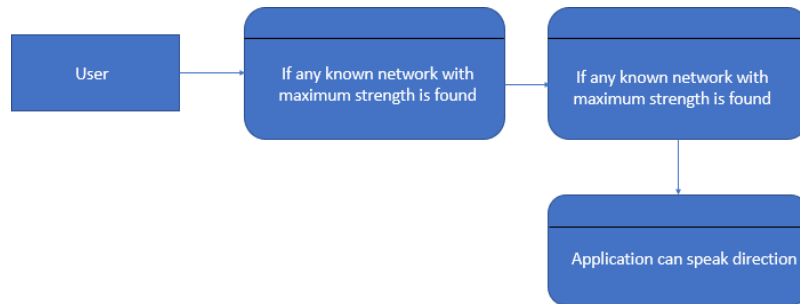 User
If any known network with
maximum strength is found
If any known network with
maximum strength is found
Application can speak direction